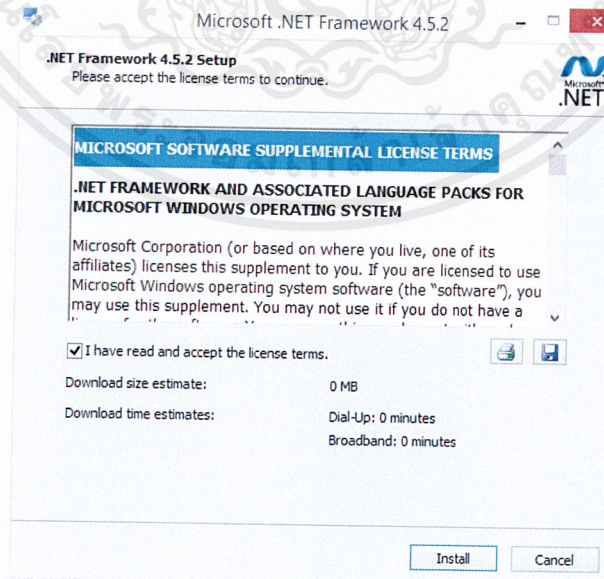 Microsoft .NET Framework 4.5.2
.NET Framework 4.5.2 Setup
Please accept the license terms to continue.
Microsoft
.NET
MICROSOFT SOFTWARE SUPPLEMENTAL LICENSE TERMS
.NET FRAMEWORK AND ASSOCIATED LANGUAGE PACKS FOR
MICROSOFT WINDOWS OPERATING SYSTEM
Microsoft Corporation (or based on where you live, one of its
affiliates) licenses this supplement to you. If you are licensed to use
Microsoft Windows operating system software (the "software"), you
may use this supplement. You may not use it if you do not have a
I have read and accept the license terms.
Download size estimate: 0 MB
Download time estimates: Dial-Up: 0 minutes
Broadband: 0 minutes
Install Cancel